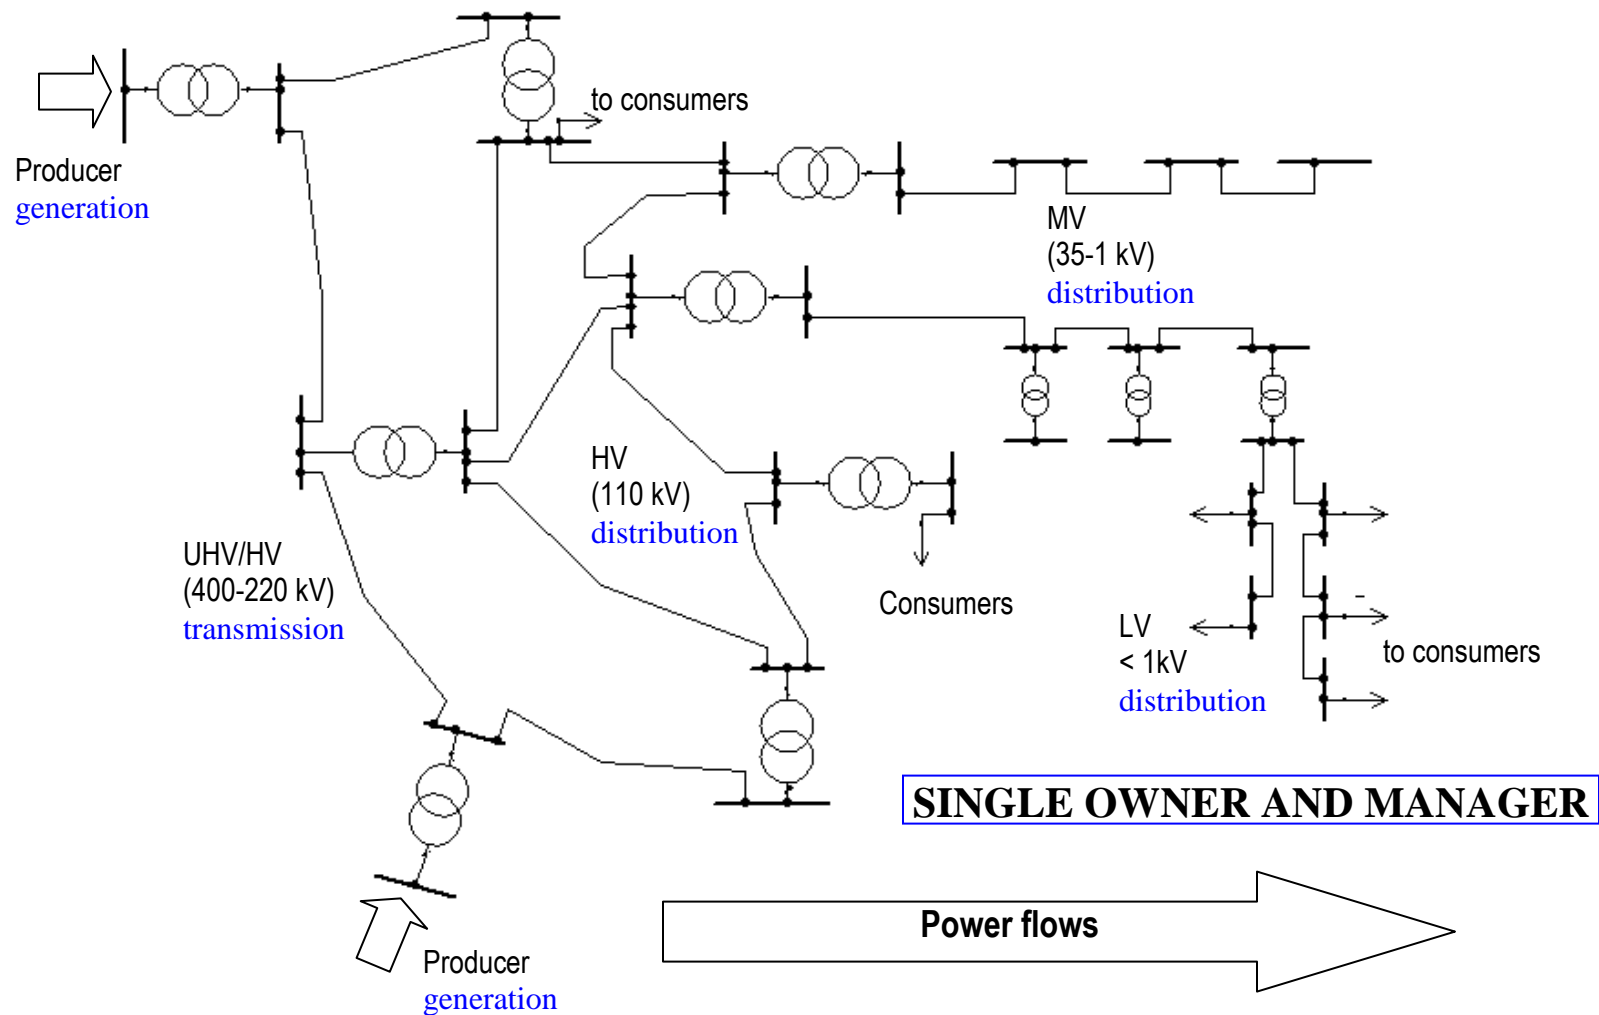 to consumers
Producer
generation
MV
(35-1 kV)
distribution
HV
(110 kV)
distribution
UHV/HV
(400-220 kV)
transmission
Consumers
LV
< 1kV
distribution
to consumers
SINGLE OWNER AND MANAGER
Power flows
Producer
generation